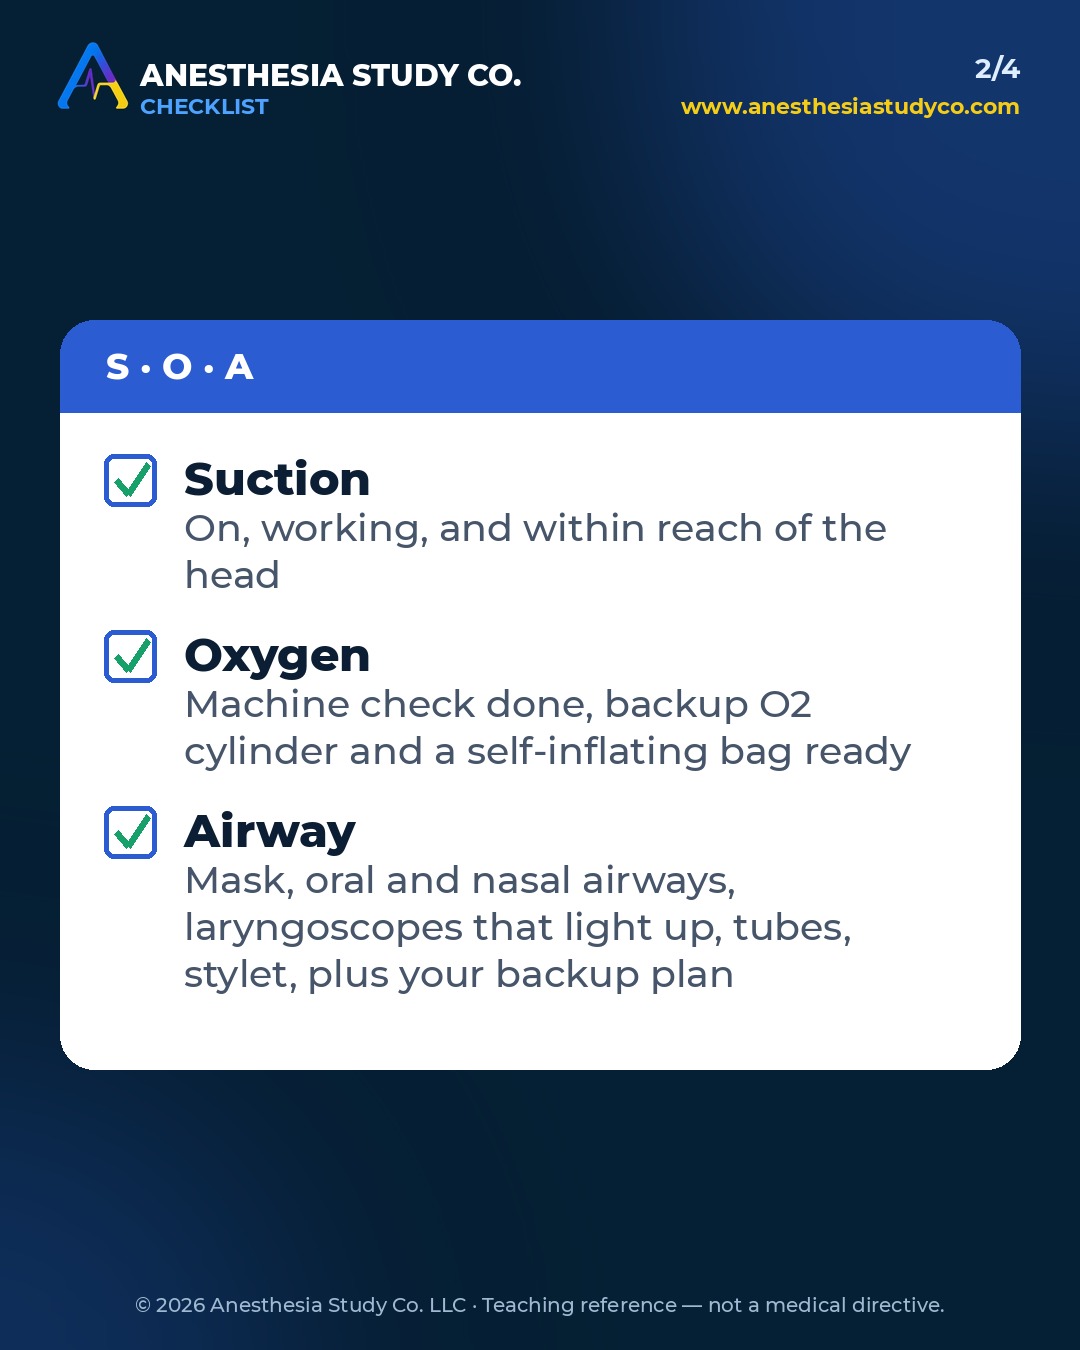 ANESTHESIA STUDY CO.
CHECKLIST
2/4
www.anesthesiastudyco.com
S · O · A
Suction
On, working, and within reach of the
head
Oxygen
Machine check done, backup O2
cylinder and a self-inflating bag ready
Airway
Mask, oral and nasal airways,
laryngoscopes that light up, tubes,
stylet, plus your backup plan
© 2026 Anesthesia Study Co. LLC · Teaching reference — not a medical directive.